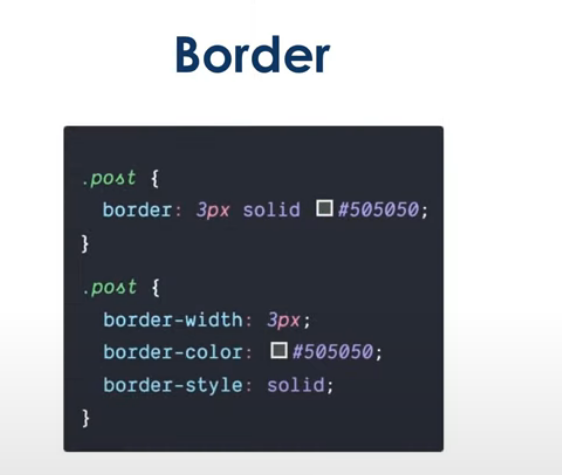 Border
.post {
border: 3px solid #505050;
}
.post {
border-width: 3px;
border-color: #505050;
border-style: solid;
}